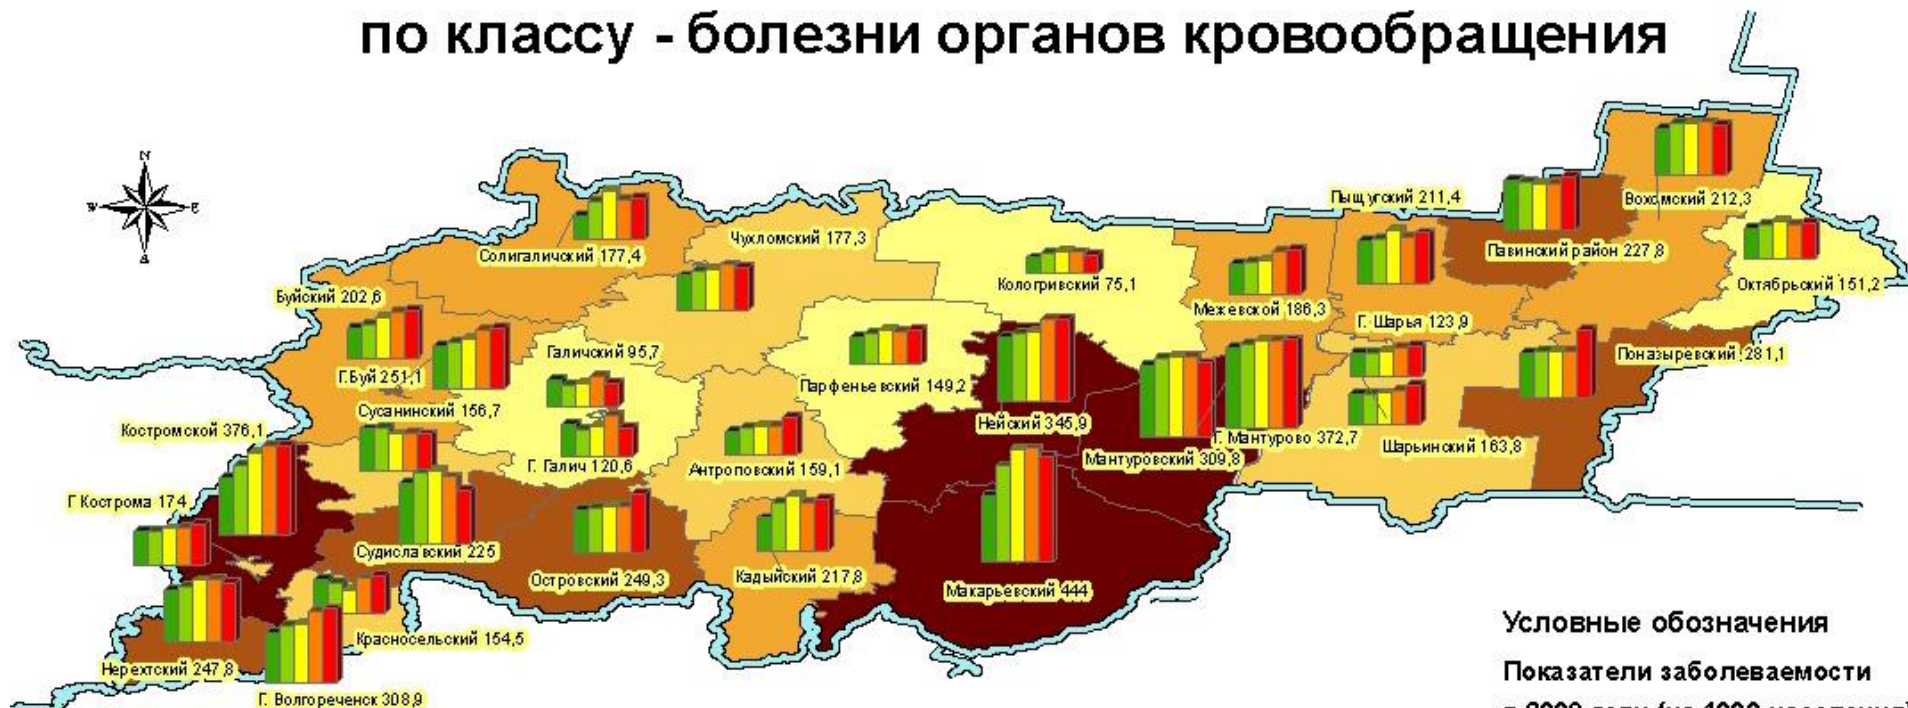 по классу - болезни органов кровообращения
N
W
E
Пыщугский 211,4
Вохомский 212,3
Солигаличский 177,4
Чухломский 177,3
Павинский район 227,8
Кологривский 75,1
Октябрьский 151,2
Буйский 202,6
Межевской 186,3
Г. Шарья 123,9
Галичский 95,7
Поназыревский 281,1
Г.Буй 251,1
Парфеньевский 149,2
Сусанинский 156,7
Костромской 376,1
Нейский 345,9
Г. Мантурово 372,7
Шарьинский 163,8
Мантуровский 309,8
Г. Галич 120,6
Антроповский 159,1
Г Кострома 174
Судиславский 225
Островский 249,3
Кадыйский 217,8
Макарьевский 444
Красносельский 154,5
Нерехтский 247,8
Г. Волгореченск 308,9
Условные обозначения
Показатели заболеваемости